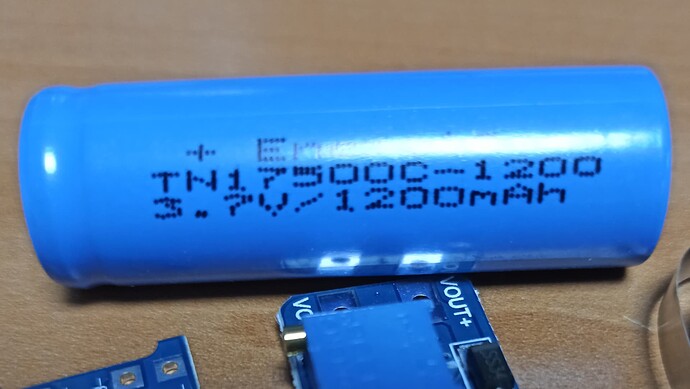 + E
TN17500C-1200
3.7V/1200mAh
VOUT+